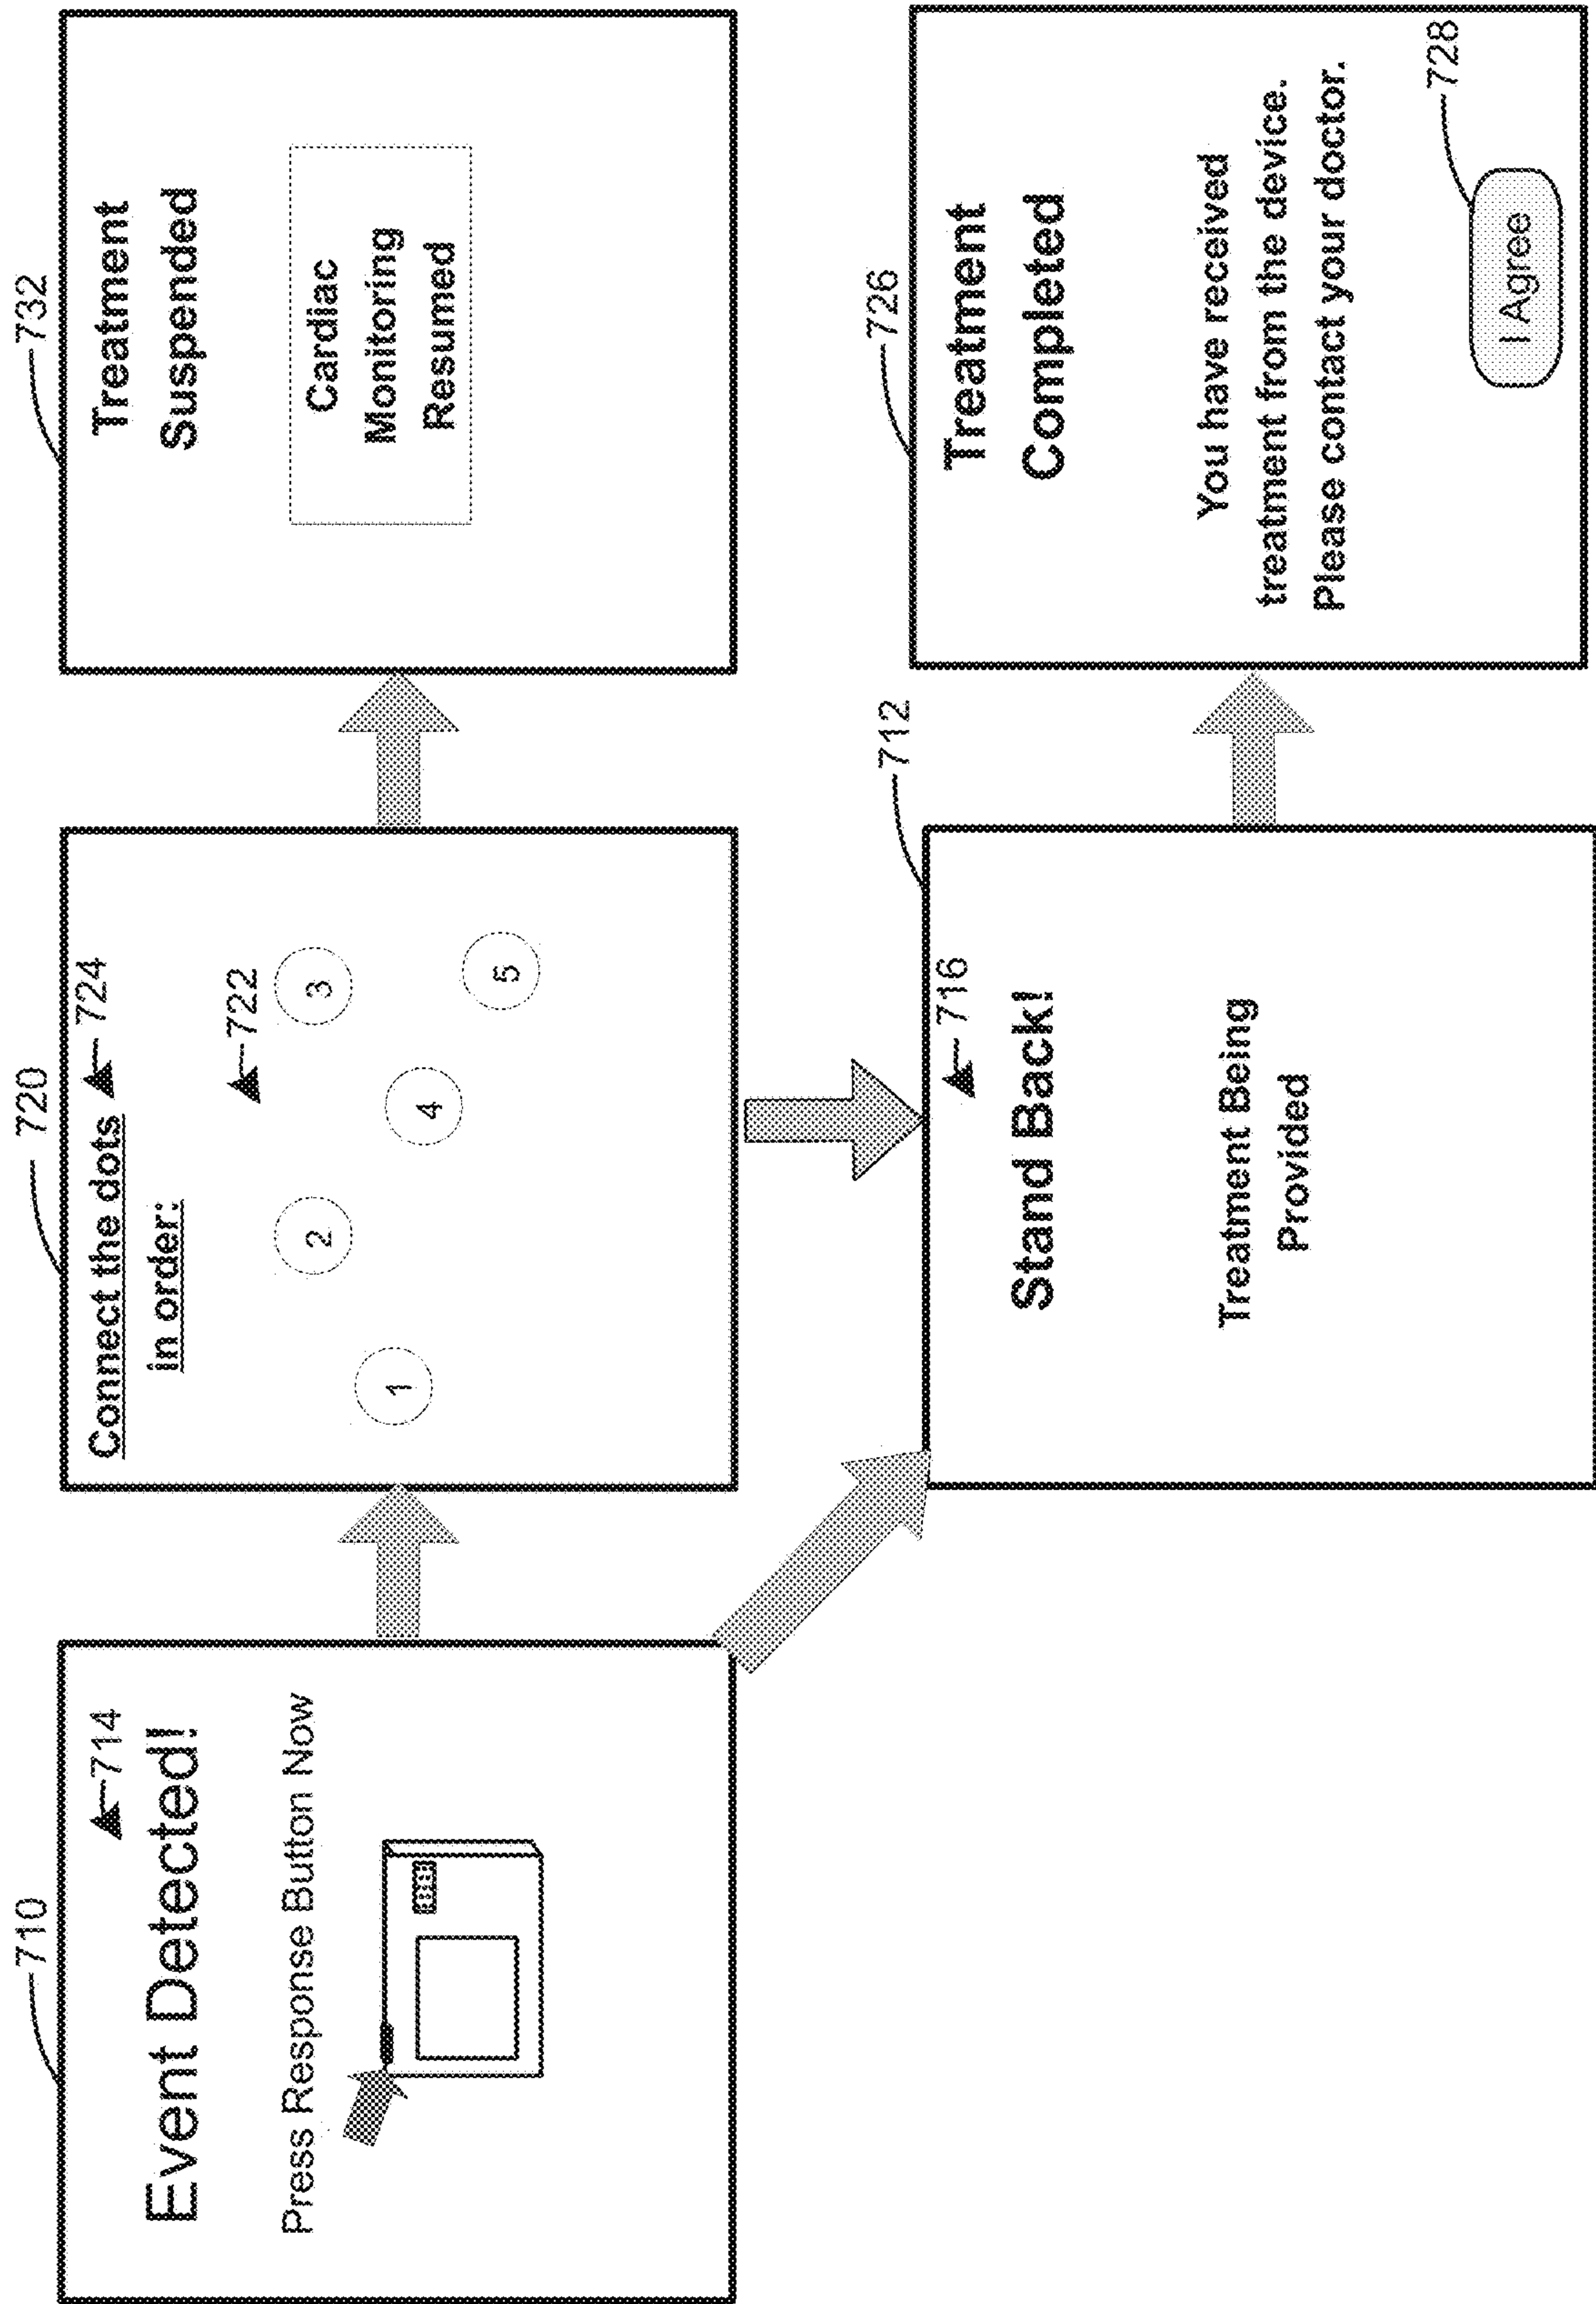 710
714
Event Detected!
Press Response Button Now
720
Connect the dots
724
in order:
722
1
2
3
4
5
732
Treatment
Suspended
Cardiac
Monitoring
Resumed
712
716
Stand Back!
Treatment Being
Provided
726
Treatment
Completed
You have received
treatment from the device.
Please contact your doctor.
728
I Agree